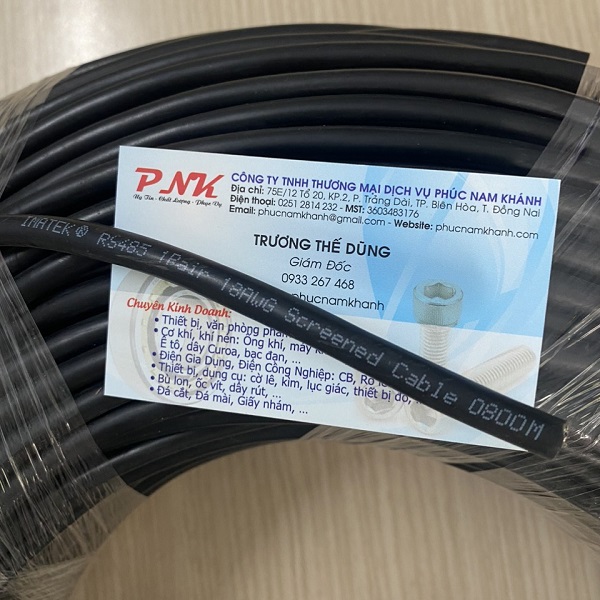 PNK
Uy Tín - Chất Lượng - Phục Vụ
CÔNG TY TNHH THƯƠNG MẠI DỊCH VỤ PHÚC NAM KHÁNH
Địa chỉ: 75E/12 Tổ 20, KP.2, P. Trảng Dài, TP. Biên Hòa, T. Đồng Nai
Điện thoại: 0251 2814 232 - MST: 3603483176
Email: phucnamkhanh@gmail.com - Website: phucnamkhanh.com
TRƯƠNG THẾ DŨNG
Giám Đốc
0933 267 468
phucnamkhanh
IMATEK® RS485 1Pair 18AWG Screened Cable 0800M
Chuyên Kinh Doanh:
• Thiết bị, văn phòng
• Cơ khí, khí nén: Ống khí, máy
Ê tô, dây Curoa, bạc đạn, ...
• Điện Gia Dụng, Điện Công Nghiệp: CB,
• Thiết bị, dụng cụ: cờ lê, kìm, lục giác, thiết bị đo,
• Bù lon, ốc vít, dây rút, ...
• Đá cắt, Đá mài, Giấy nhám, ...